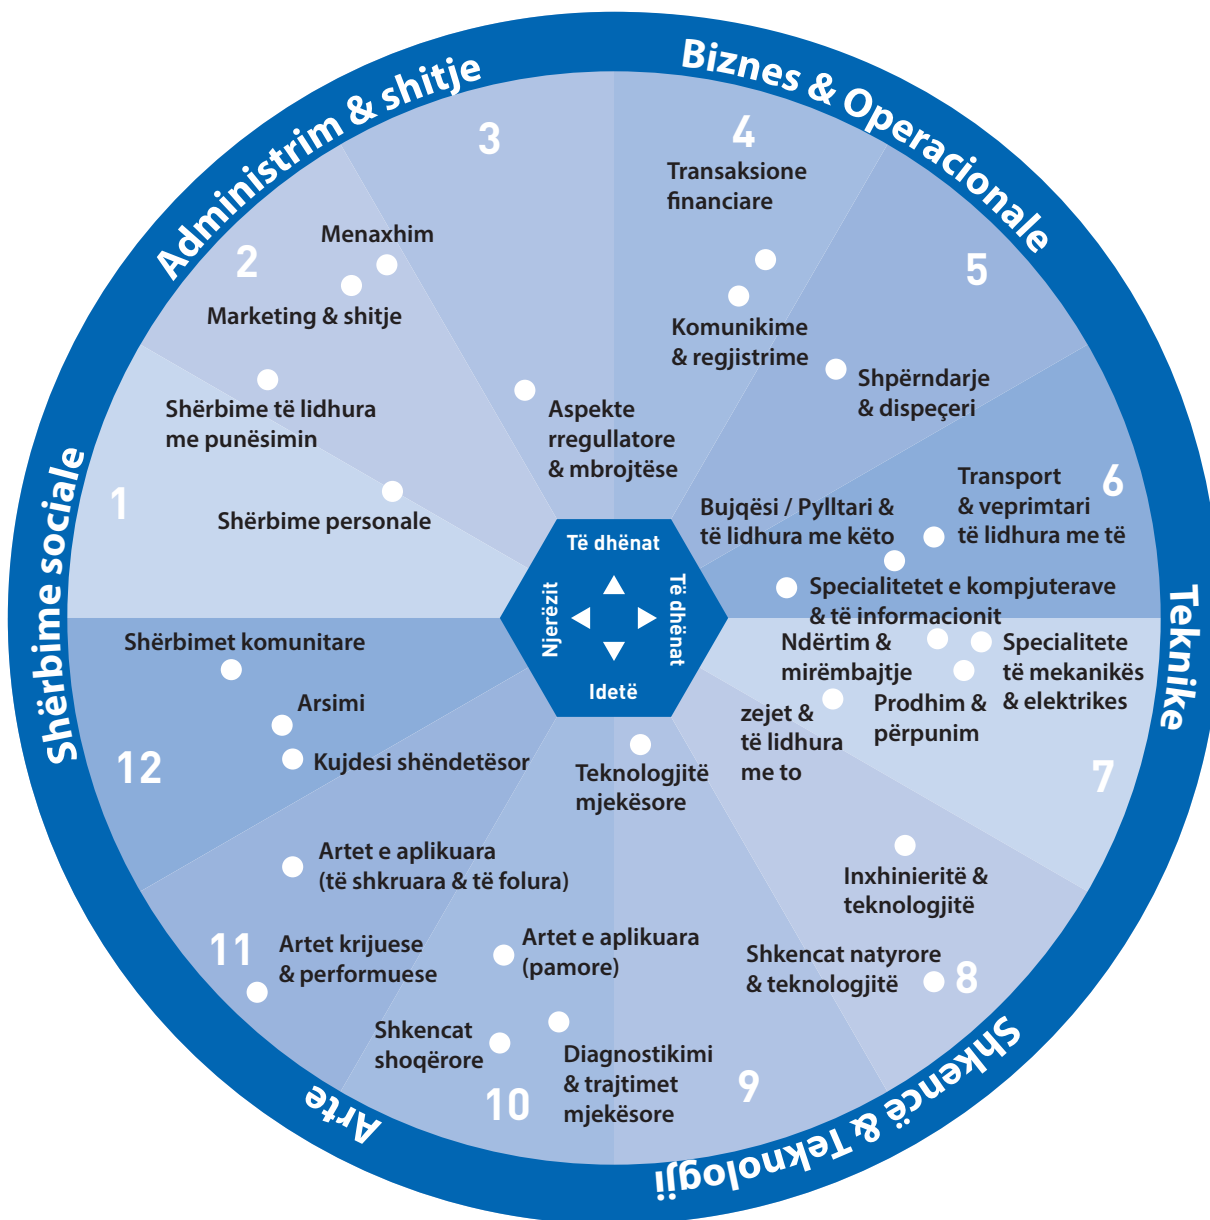 Administrim & shitje
Biznes & Operacionale
Teknike
Shkencë & Teknologji
Arte
Shërbime sociale
3
4
Transaksione
financiare
2
Menaxhim
5
Marketing & shitje
Komunikime
& regjistrime
Shpërndarje
& dispeçeri
Shërbime të lidhura
me punësimin
Aspekte
rregullatore
& mbrojtëse
1
Shërbime personale
6
Transport
& veprimtari
të lidhura me të
Bujqësi / Pylltari &
të lidhura me këto
Specialitetet e kompjuterave
& të informacionit
Të dhënat
Njerëzit
Të dhënat
Idetë
Shërbimet komunitare
Arsimi
12
Kujdesi shëndetësor
Ndërtim &
mirëmbajtje
Specialitete
të mekanikës
& elektrikes
Prodhim &
përpunim
zejet &
të lidhura
me to
7
Teknologjitë
mjekësore
Artet e aplikuara
(të shkruara & të folura)
Inxhinieritë &
teknologjitë
11
Artet krijuese
& performuese
Artet e aplikuara
(pamore)
Shkencat natyrore
& teknologjitë
8
Shkencat
shoqërore
10
Diagnostikimi
& trajtimet
mjekësore
9